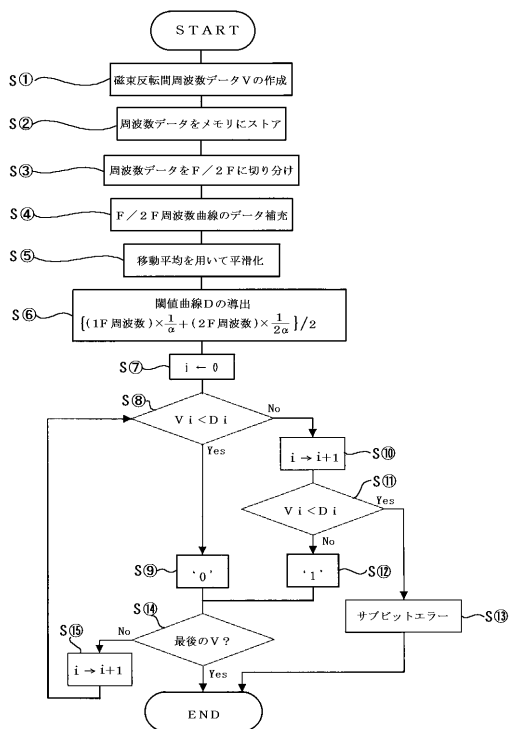 START
S① 磁束反転間周波数データVの作成
S② 周波数データをメモリにストア
S③ 周波数データをF/2Fに切り分け
S④ F/2F周波数曲線のデータ補充
S⑤ 移動平均を用いて平滑化
S⑥ 閾値曲線Dの導出
{(1F周波数)×1/α+(2F周波数)×1/2α}/2
S⑦ i ← 0
S⑧ Vi<Di
No
Yes
S⑩ i→i+1
S⑪ Vi<Di
Yes
No
S⑨ '0'
S⑫ '1'
S⑬ サブビットエラー
S⑭ 最後のV?
No
Yes
S⑮ i→i+1
END